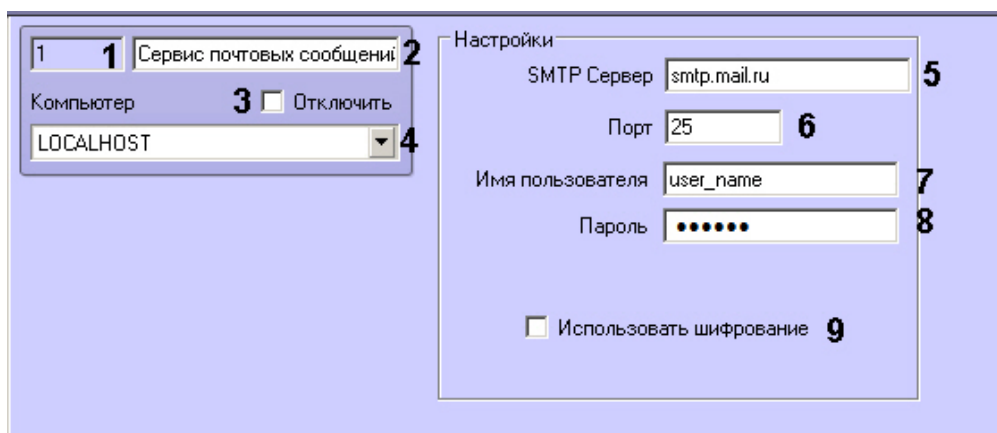 1 1 Сервис почтовых сообщений 2
Компьютер 3 Отключить
LOCALHOST 4
Настройки
SMTP Сервер smtp.mail.ru 5
Порт 25 6
Имя пользователя user_name 7
Пароль •••••• 8
Использовать шифрование 9